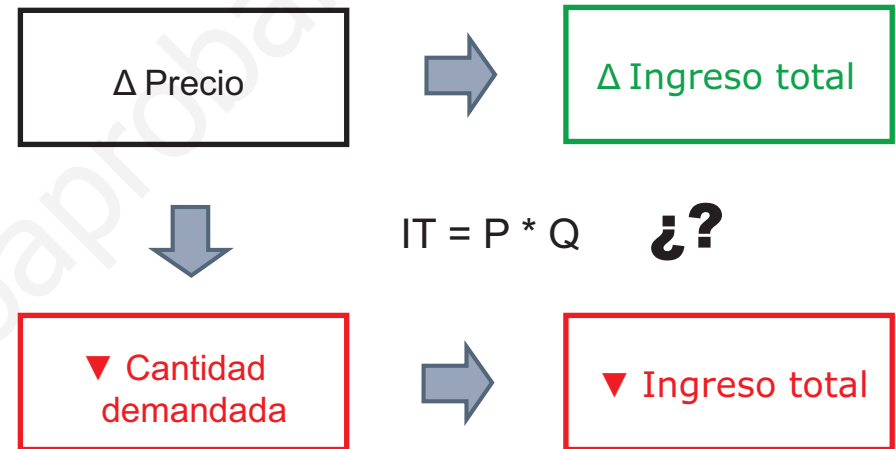 Δ Precio
Δ Ingreso total
IT = P * Q ¿?
▼ Cantidad
demandada
▼ Ingreso total